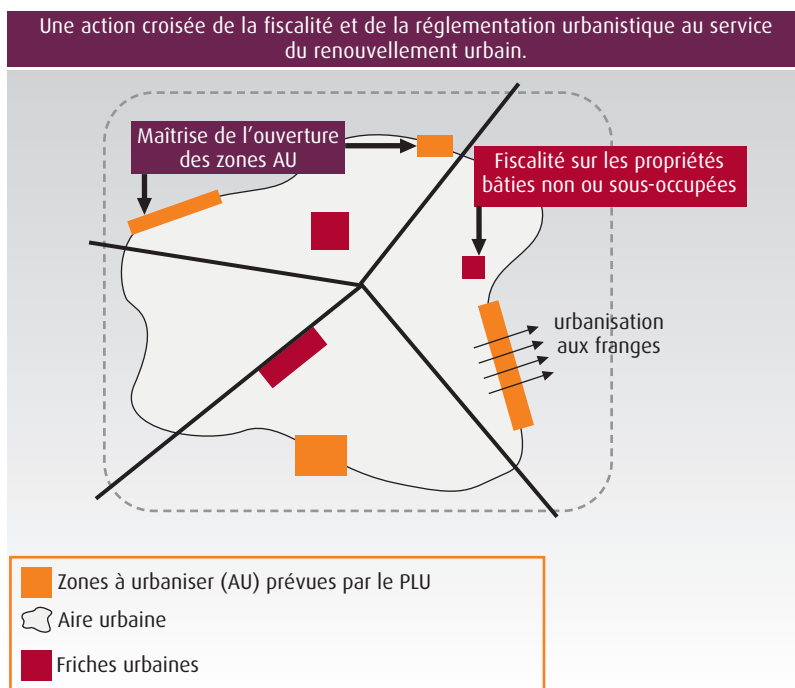 Une action croisée de la fiscalité et de la réglementation urbanistique au service
du renouvellement urbain.
Maîtrise de l'ouverture
des zones AU
Fiscalité sur les propriétés
bâties non ou sous-occupées
urbanisation
aux franges
Zones à urbaniser (AU) prévues par le PLU
Aire urbaine
Friches urbaines